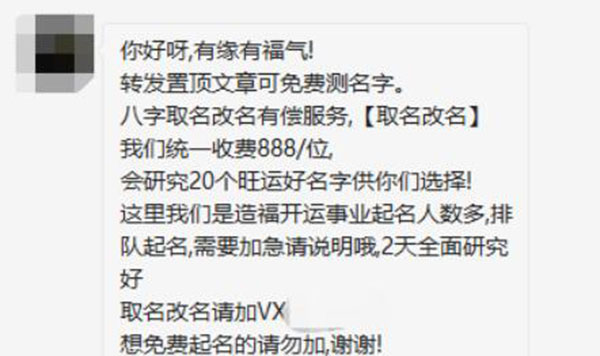 你好呀,有缘有福气!
转发置顶文章可免费测名字。
八字取名改名有偿服务,【取名改名】
我们统一收费888/位,
会研究20个旺运好名字供你们选择!
这里我们是造福开运事业起名人数多,排
队起名,需要加急请说明哦,2天全面研究
好
取名改名请加VX
想免费起名的请勿加,谢谢!